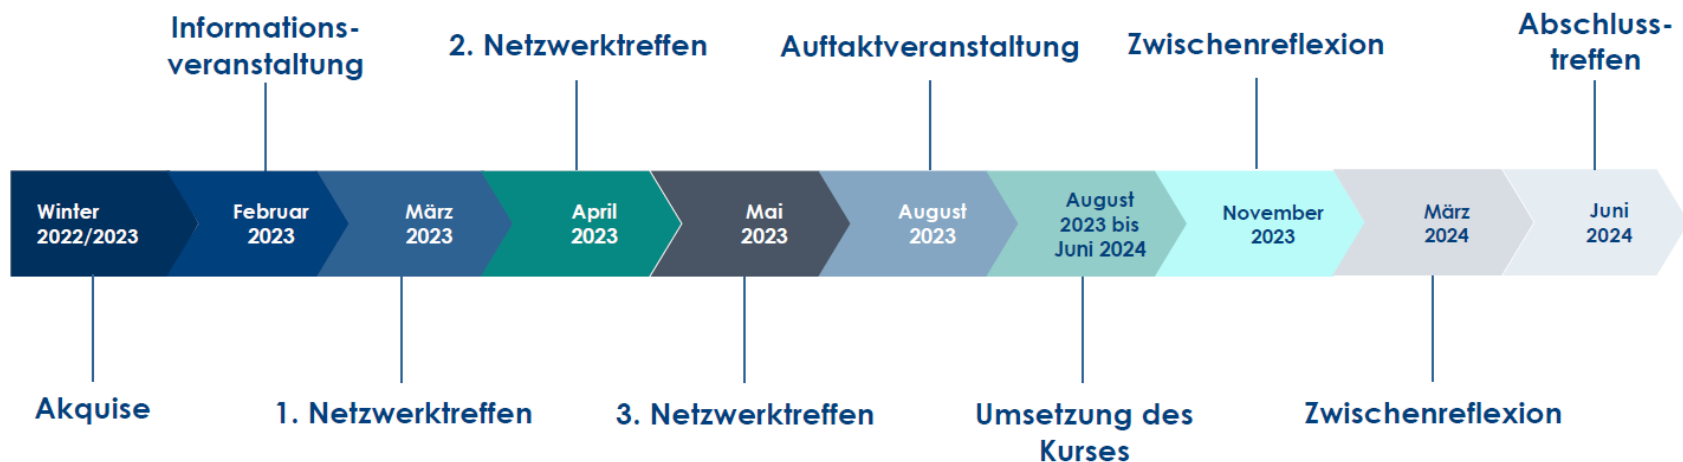 Informations-
veranstaltung
2. Netzwerktreffen
Auftaktveranstaltung
Zwischenreflexion
Abschluss-
treffen
Winter
2022/2023
Februar
2023
März
2023
April
2023
Mai
2023
August
2023
August
2023 bis
Juni 2024
November
2023
März
2024
Juni
2024
Akquise
1. Netzwerktreffen
3. Netzwerktreffen
Umsetzung des
Kurses
Zwischenreflexion